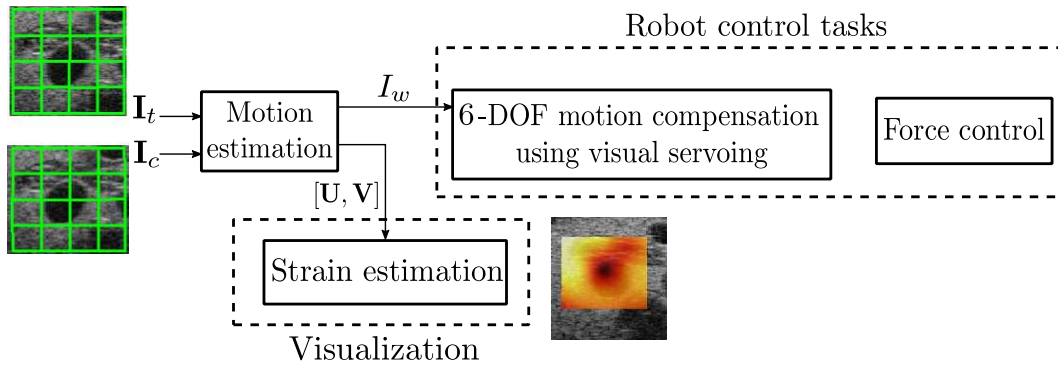 Robot control tasks
I_t
I_c
Motion
estimation
I_w
6-DOF motion compensation
using visual servoing
Force control
[U, V]
Strain estimation
Visualization